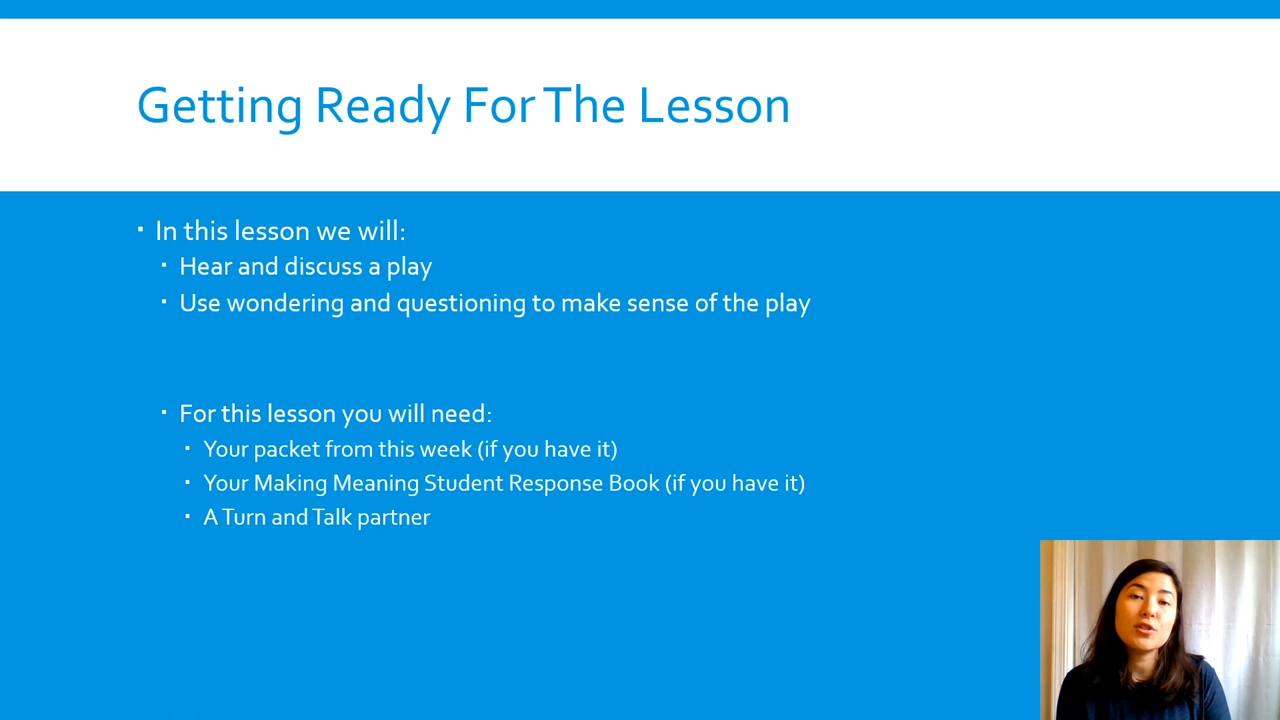 Getting Ready For The Lesson
▪ In this lesson we will:
▪ Hear and discuss a play
▪ Use wondering and questioning to make sense of the play
▪ For this lesson you will need:
▪ Your packet from this week (if you have it)
▪ Your Making Meaning Student Response Book (if you have it)
▪ A Turn and Talk partner